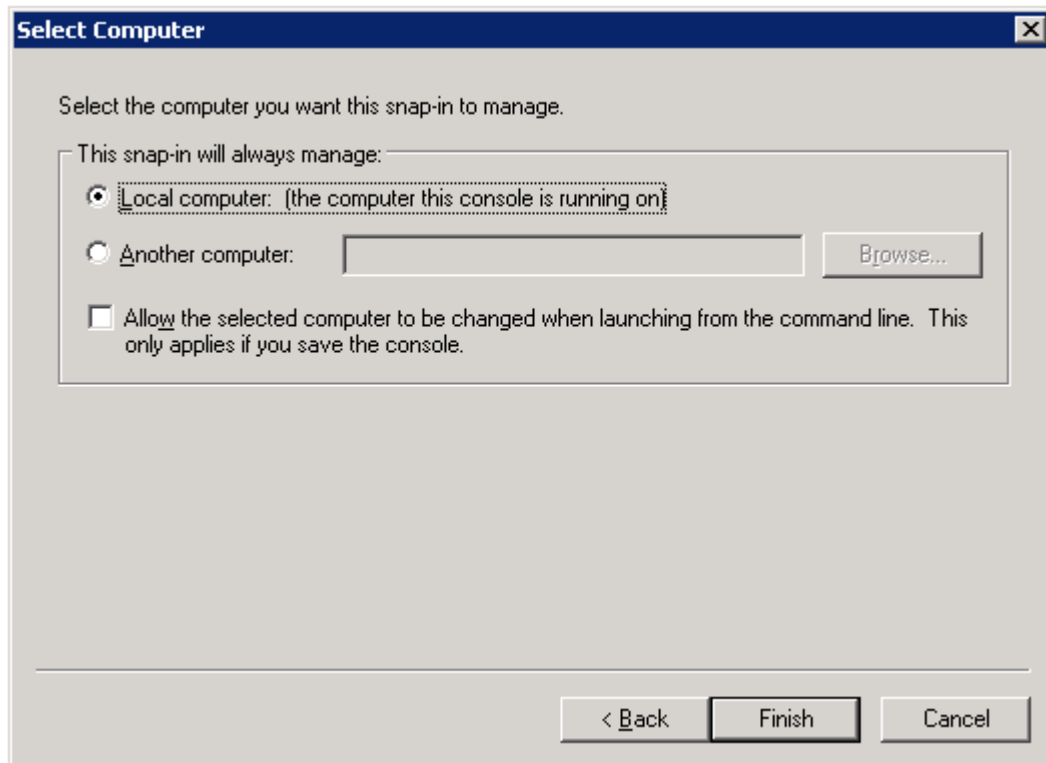 Select Computer
Select the computer you want this snap-in to manage.
This snap-in will always manage:
Local computer:  (the computer this console is running on)
Another computer:
Browse...
Allow the selected computer to be changed when launching from the command line.  This
only applies if you save the console.
< Back
Finish
Cancel